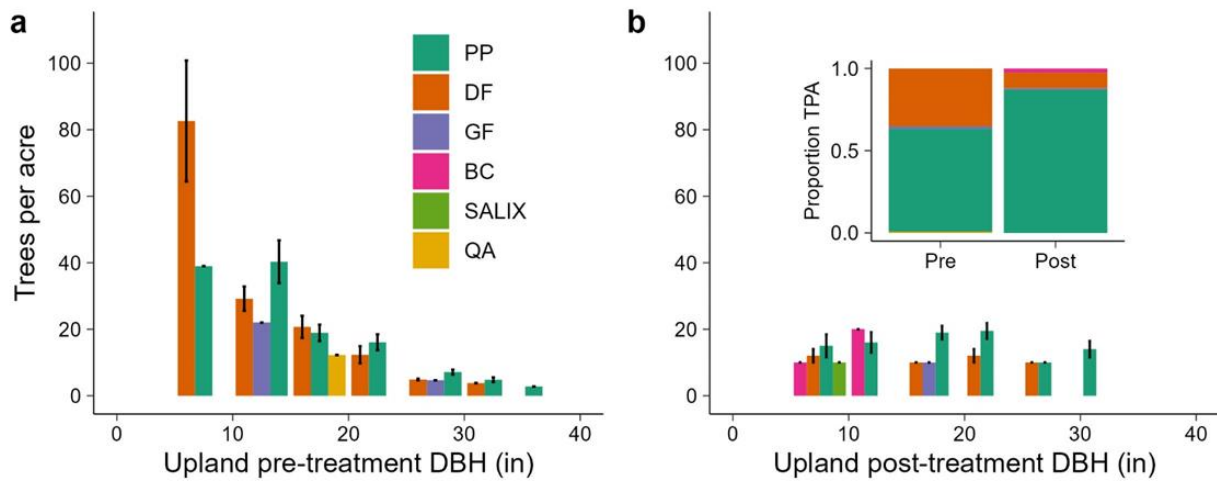 a
Trees per acre
100
80
60
40
20
0
0 10 20 30 40
Upland pre-treatment DBH (in)
PP
DF
GF
BC
SALIX
QA
b
100
80
60
40
20
0
0 10 20 30 40
Upland post-treatment DBH (in)
Proportion TPA
1.0
0.5
0.0
Pre Post